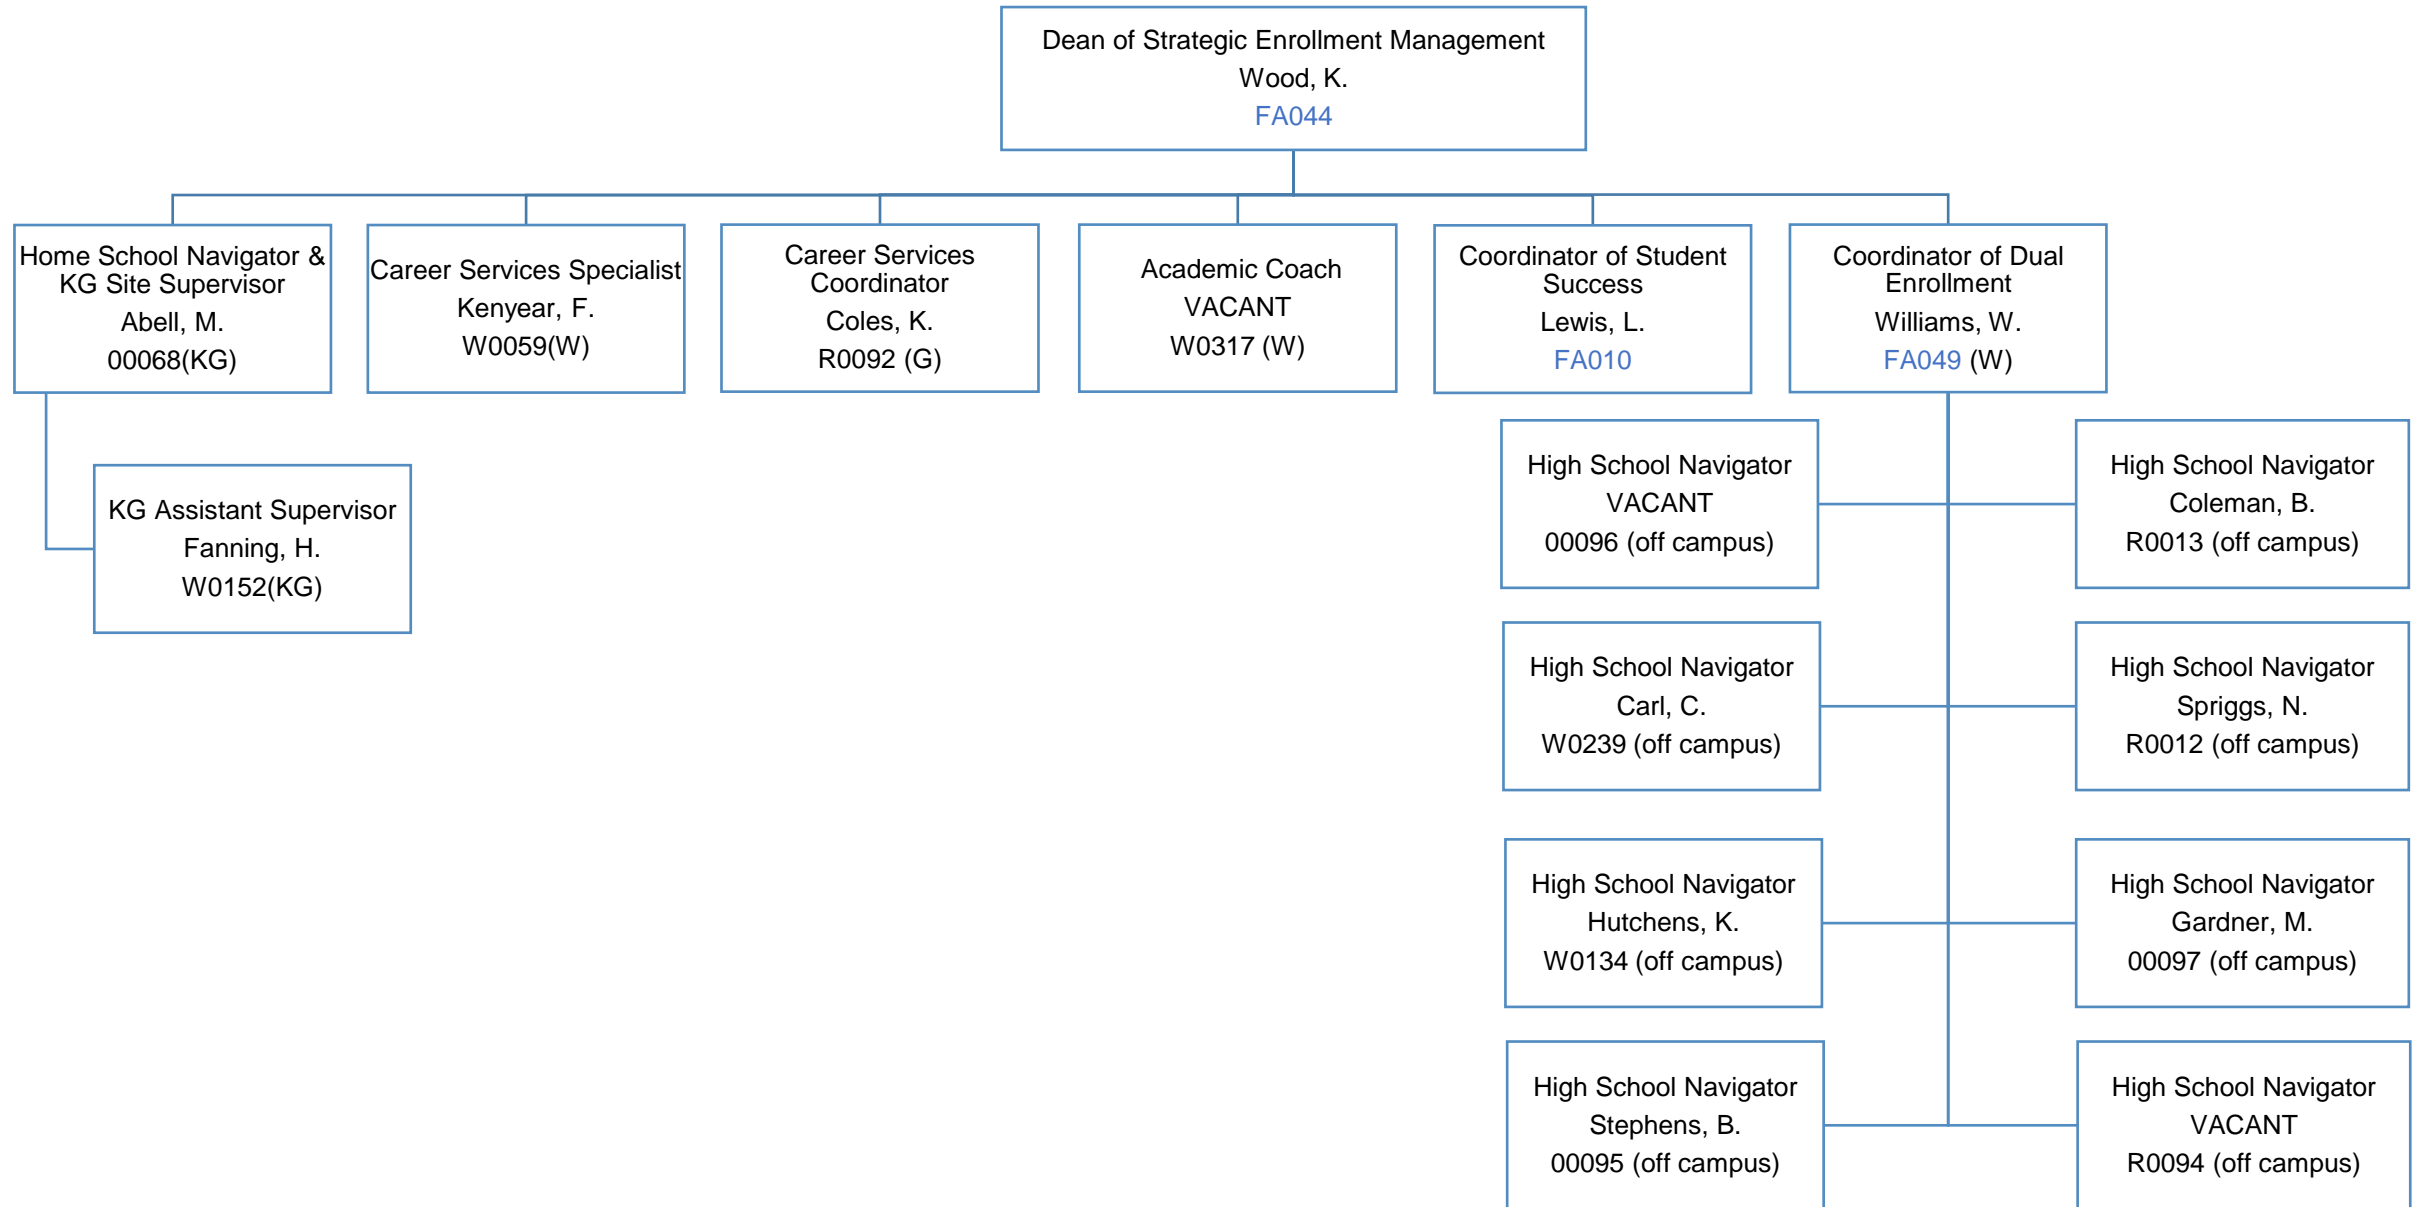 Dean of Strategic Enrollment Management
Wood, K.
FA044
Home School Navigator &
KG Site Supervisor
Abell, M.
00068(KG)
Career Services Specialist
Kenyear, F.
W0059(W)
Career Services
Coordinator
Coles, K.
R0092 (G)
Academic Coach
VACANT
W0317 (W)
Coordinator of Student
Success
Lewis, L.
FA010
Coordinator of Dual
Enrollment
Williams, W.
FA049 (W)
KG Assistant Supervisor
Fanning, H.
W0152(KG)
High School Navigator
VACANT
00096 (off campus)
High School Navigator
Coleman, B.
R0013 (off campus)
High School Navigator
Carl, C.
W0239 (off campus)
High School Navigator
Spriggs, N.
R0012 (off campus)
High School Navigator
Hutchens, K.
W0134 (off campus)
High School Navigator
Gardner, M.
00097 (off campus)
High School Navigator
Stephens, B.
00095 (off campus)
High School Navigator
VACANT
R0094 (off campus)